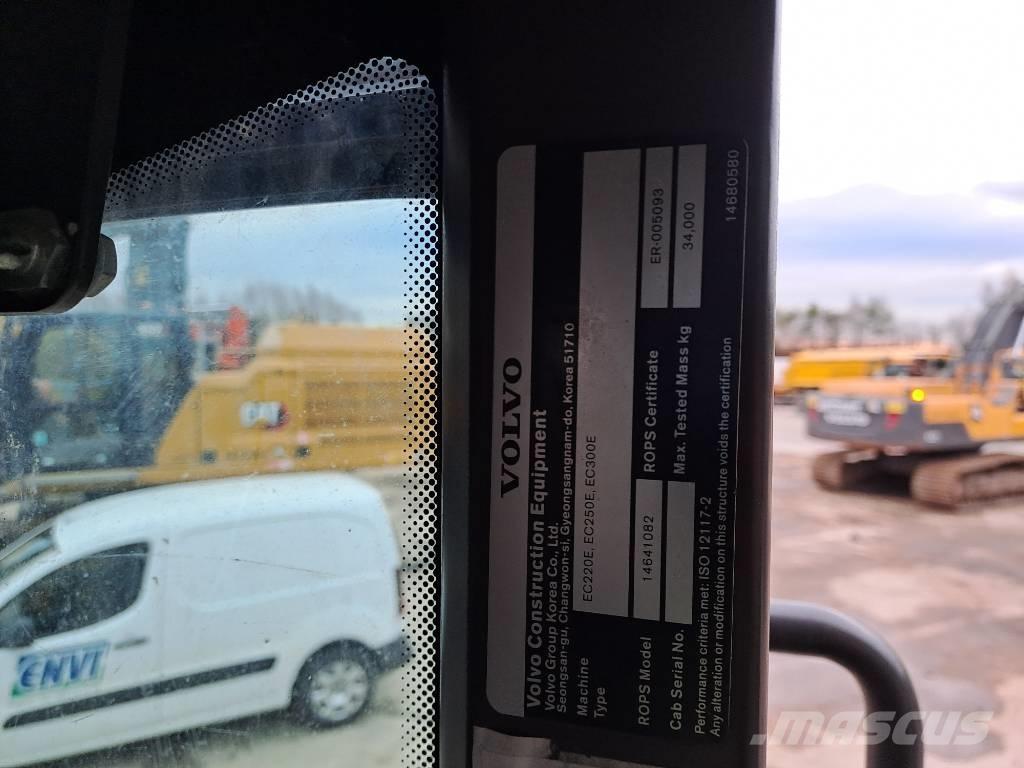 VOLVO
Volvo Construction Equipment
Volvo Group Korea Co., Ltd.
Seongsan-gu, Changwon-si, Gyeongsangnam-do, Korea 51710
Machine Type EC220E, EC250E, EC300E
ROPS Model 14641082 ROPS Certificate ER-005093
Cab Serial No. Max. Tested Mass kg 34,000
Performance criteria met: ISO 12117-2
Any alteration or modification on this structure voids the certification
14680580
CAT
ENVI
MASCUS